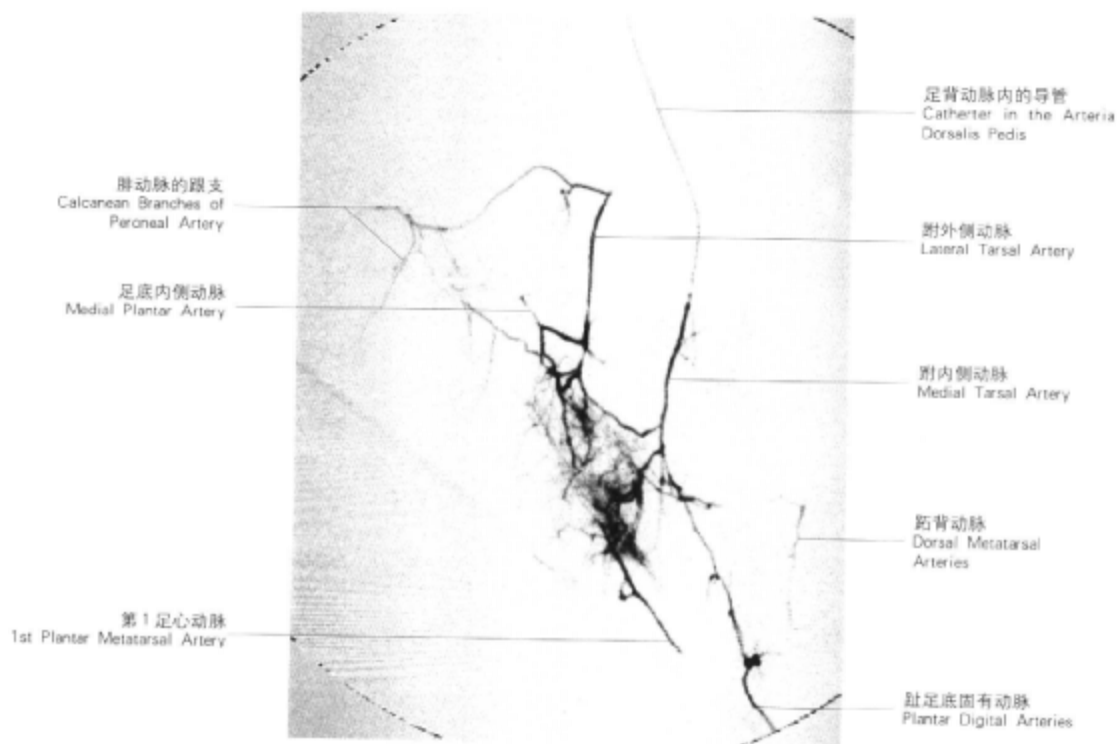 足背动脉内的导管
Catherter in the Arteria
Dorsalis Pedis
腓动脉的跟支
Calcanean Branches of
Peroneal Artery
跗外侧动脉
Lateral Tarsal Artery
足底内侧动脉
Medial Plantar Artery
跗内侧动脉
Medial Tarsal Artery
跖背动脉
Dorsal Metatarsal
Arteries
第1足心动脉
1st Plantar Metatarsal Artery
趾足底固有动脉
Plantar Digital Arteries